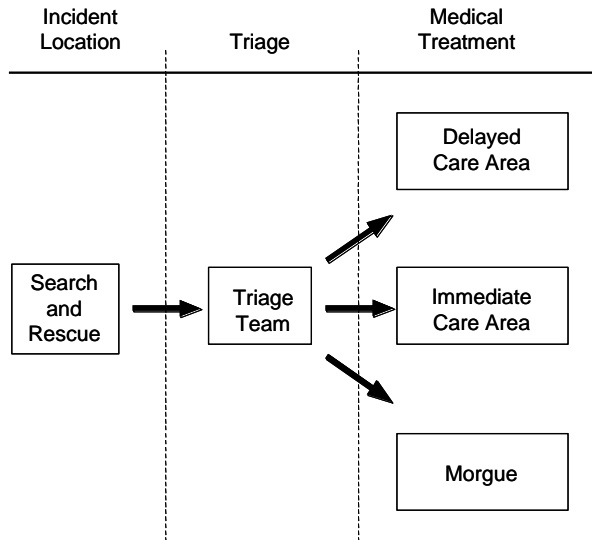 Incident
Location
Triage
Medical
Treatment
Delayed
Care Area
Search
and
Rescue
Triage
Team
Immediate
Care Area
Morgue